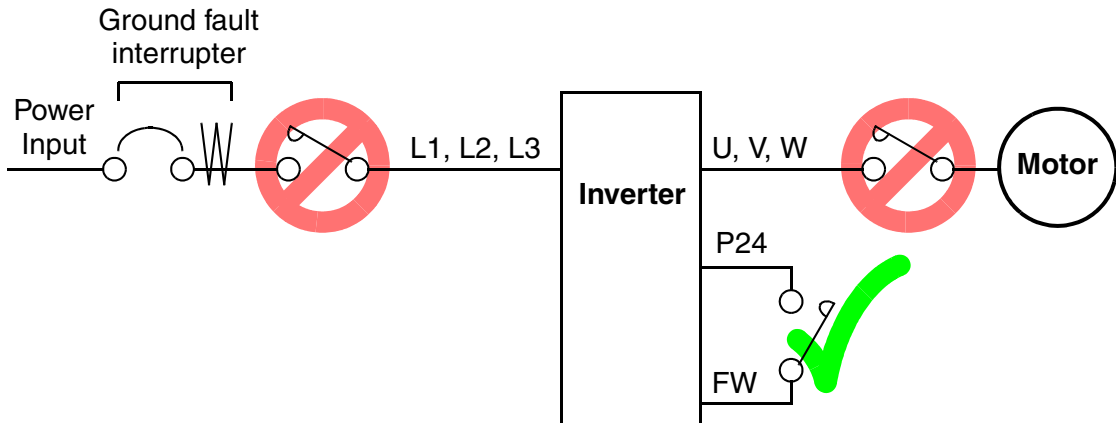 Ground fault
interrupter
Power
Input
L1, L2, L3
Inverter
U, V, W
Motor
P24
FW